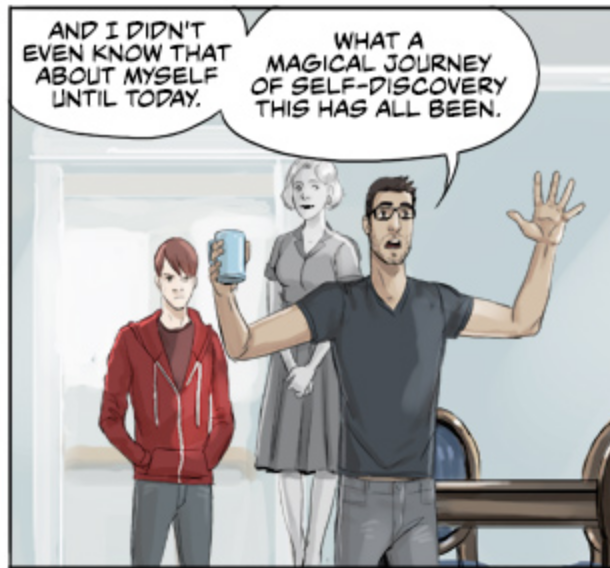 AND I DIDN'T
EVEN KNOW THAT
ABOUT MYSELF
UNTIL TODAY.
WHAT A
MAGICAL JOURNEY
OF SELF-DISCOVERY
THIS HAS ALL BEEN.